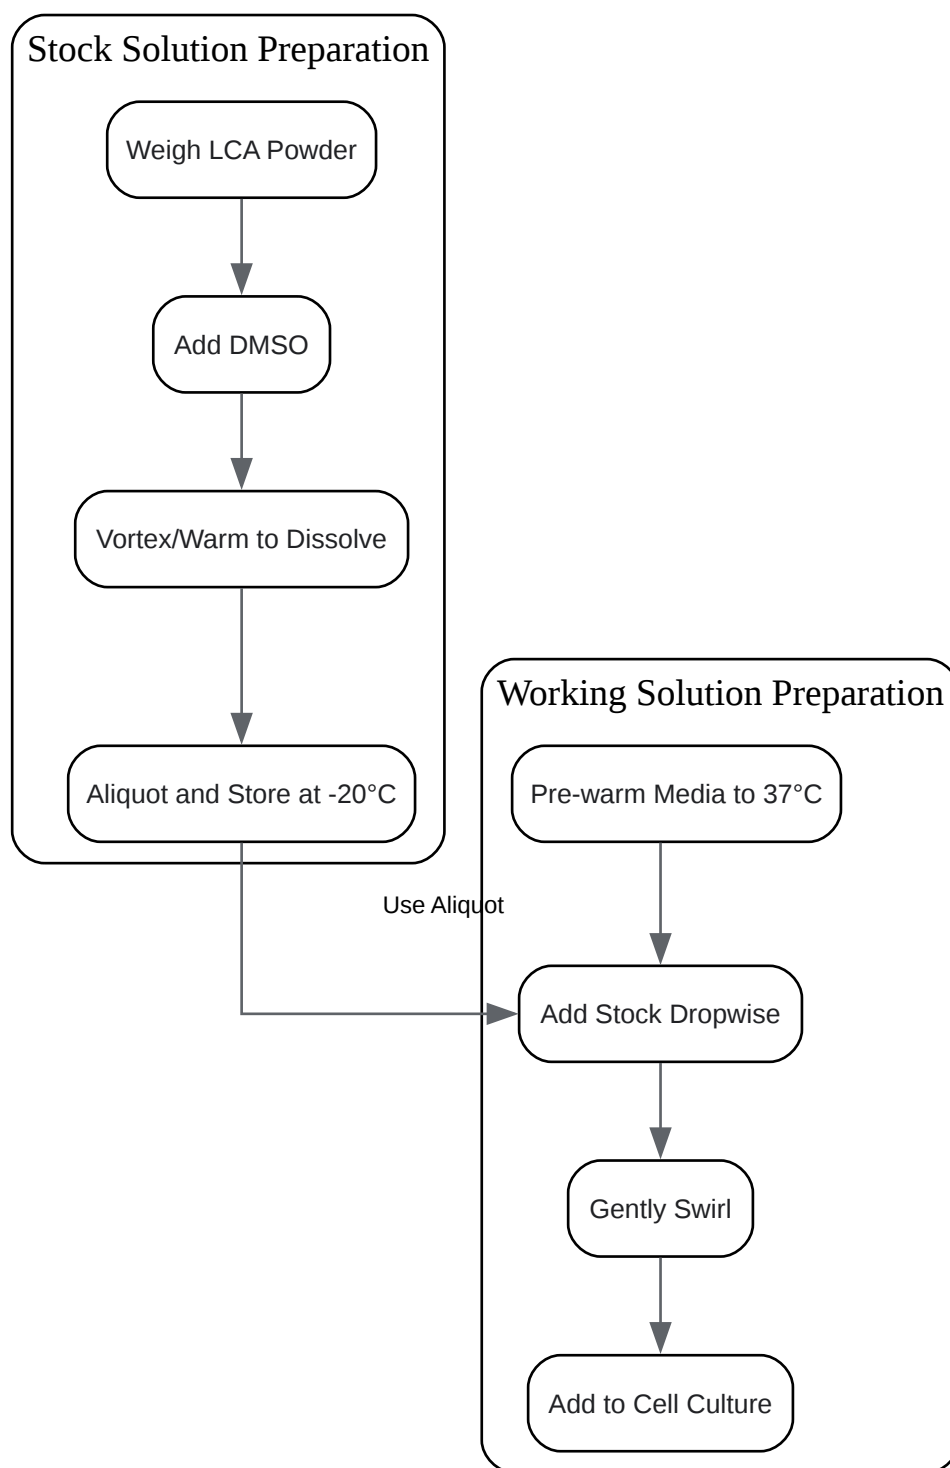 Stock Solution Preparation
Weigh LCA Powder
Add DMSO
Vortex/Warm to Dissolve
Aliquot and Store at -20°C
Use Aliquot
Working Solution Preparation
Pre-warm Media to 37°C
Add Stock Dropwise
Gently Swirl
Add to Cell Culture